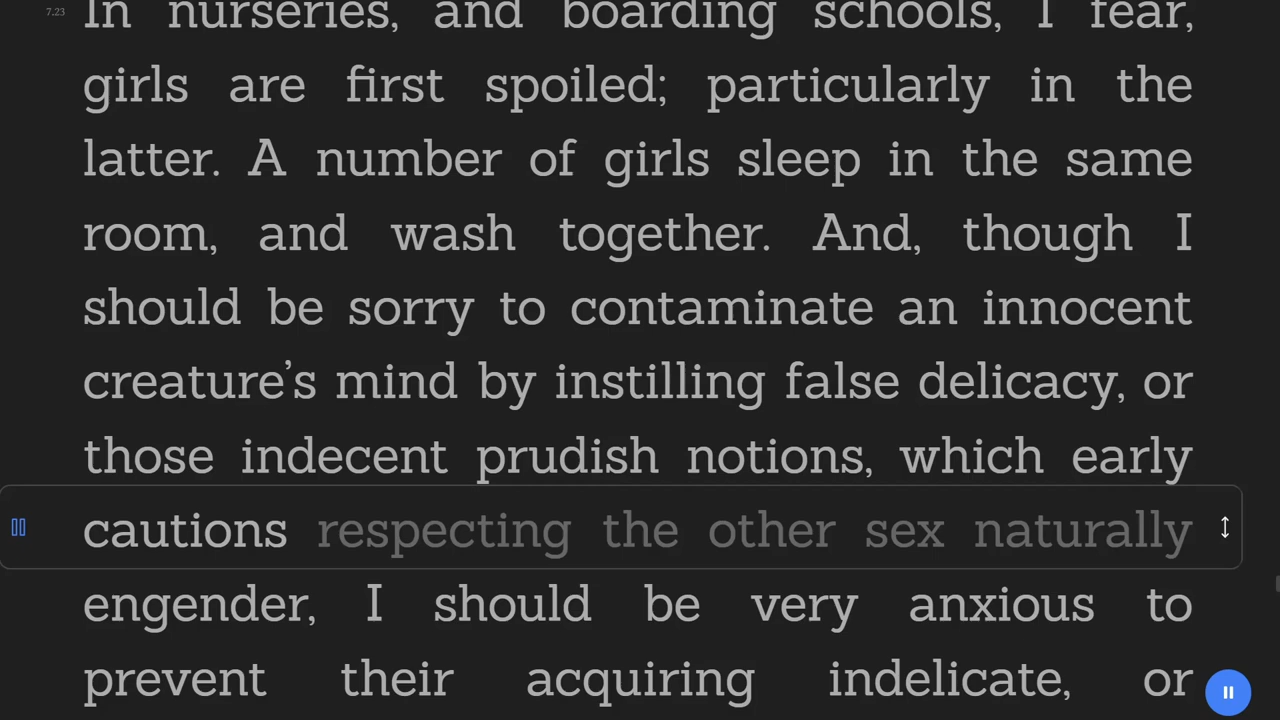 7.23
In nurseries, and boarding schools, I fear,
girls are first spoiled; particularly in the
latter. A number of girls sleep in the same
room, and wash together. And, though I
should be sorry to contaminate an innocent
creature’s mind by instilling false delicacy, or
those indecent prudish notions, which early
cautions respecting the other sex naturally
engender, I should be very anxious to
prevent their acquiring indelicate, or